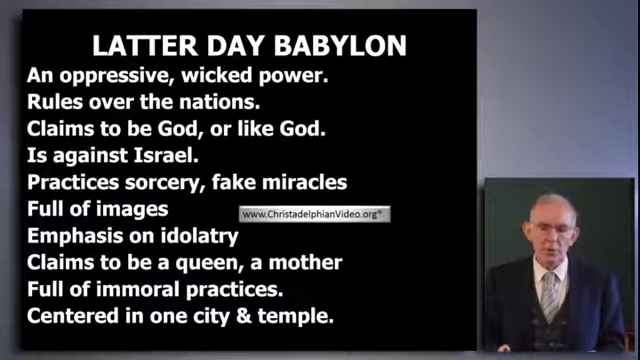 LATTER DAY BABYLON
An oppressive, wicked power.
Rules over the nations.
Claims to be God, or like God.
Is against Israel.
Practices sorcery, fake miracles
Full of images
www.ChristadelphianVideo.org®
Emphasis on idolatry
Claims to be a queen, a mother
Full of immoral practices.
Centered in one city & temple.